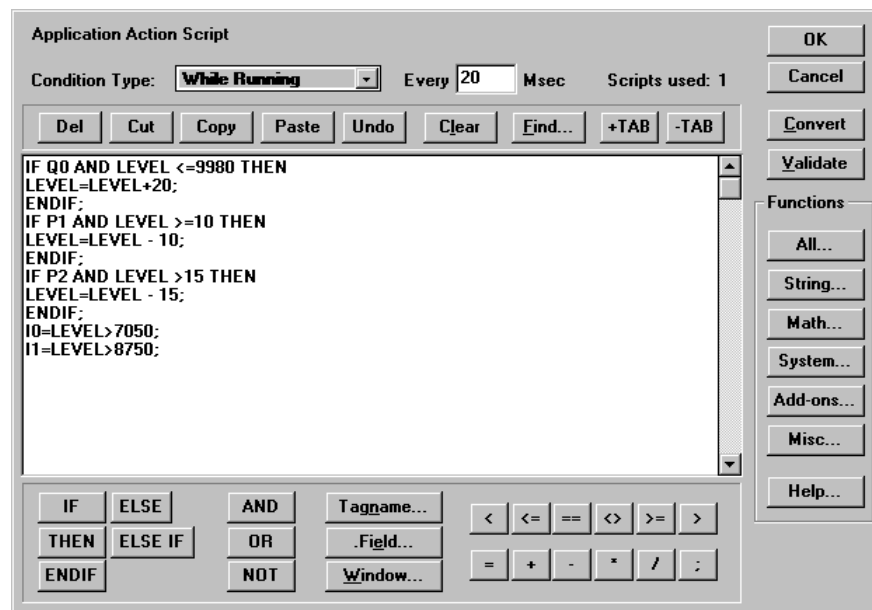 Application Action Script
Condition Type: While Running Every 20 Msec Scripts used: 1
OK
Cancel
Del Cut Copy Paste Undo Clear Find... +TAB -TAB
Convert
Validate
IF Q0 AND LEVEL <=9980 THEN
LEVEL=LEVEL+20;
ENDIF;
IF P1 AND LEVEL >=10 THEN
LEVEL=LEVEL - 10;
ENDIF;
IF P2 AND LEVEL >15 THEN
LEVEL=LEVEL - 15;
ENDIF;
I0=LEVEL>7050;
I1=LEVEL>8750;
Functions
All...
String...
Math...
System...
Add-ons...
Misc...
Help...
IF ELSE AND Tagname... < <= == <> >= >
THEN ELSE IF OR .Field...
ENDIF NOT Window... = + - * / ;